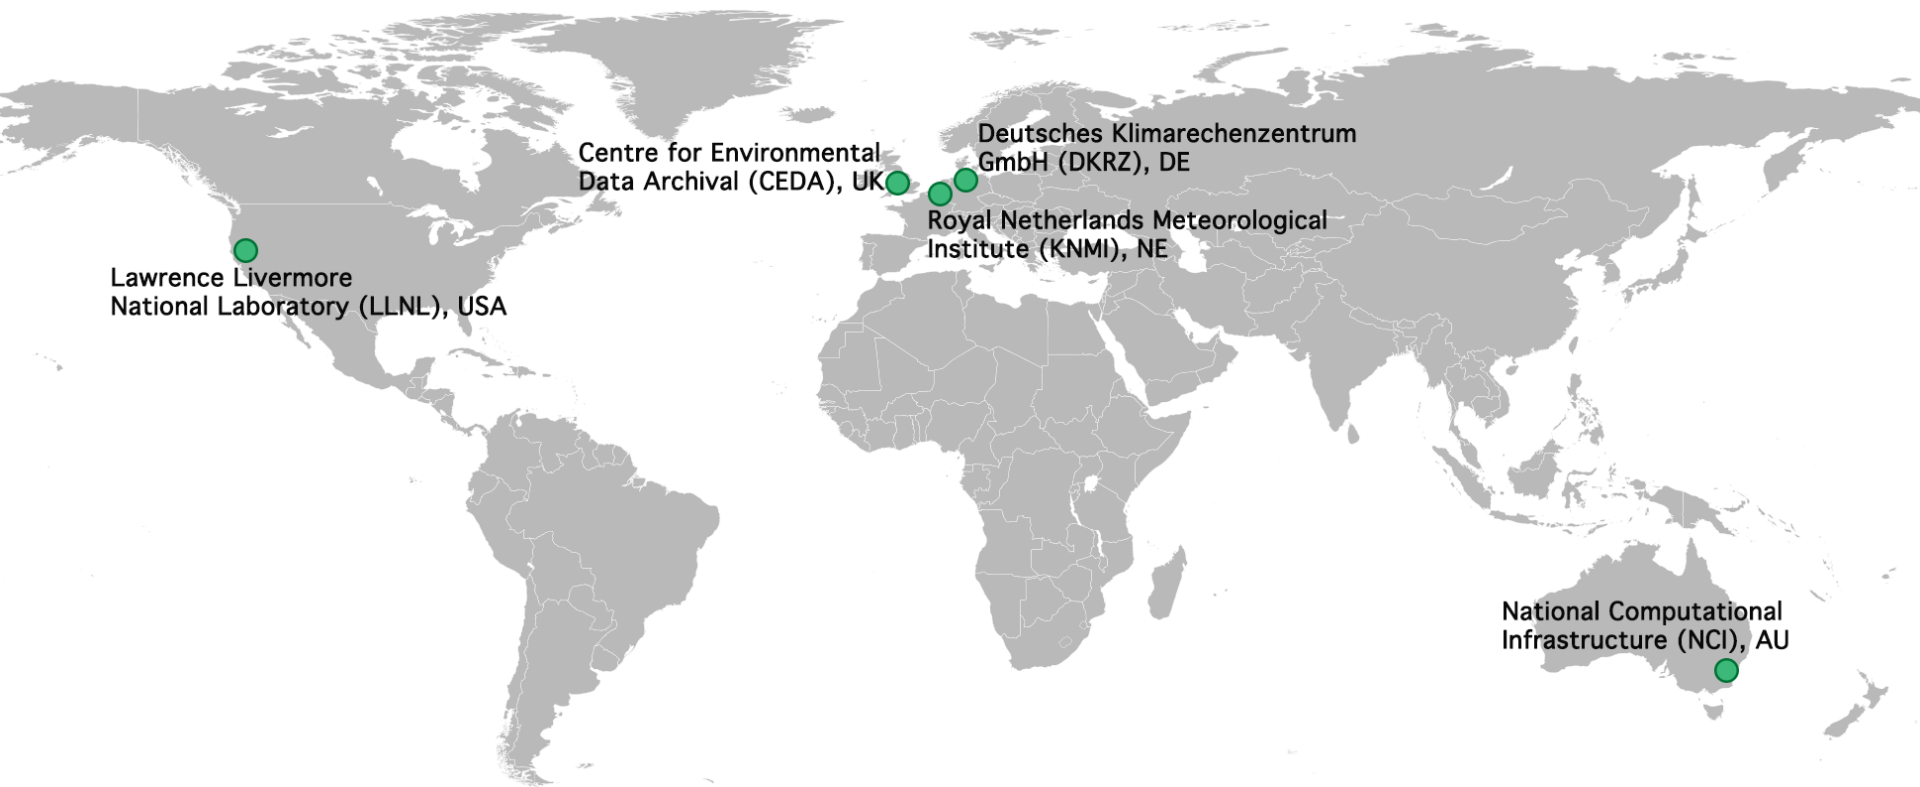 Deutsches Klimarechenzentrum
GmbH (DKRZ), DE
Centre for Environmental
Data Archival (CEDA), UK
Royal Netherlands Meteorological
Institute (KNMI), NE
Lawrence Livermore
National Laboratory (LLNL), USA
National Computational
Infrastructure (NCI), AU